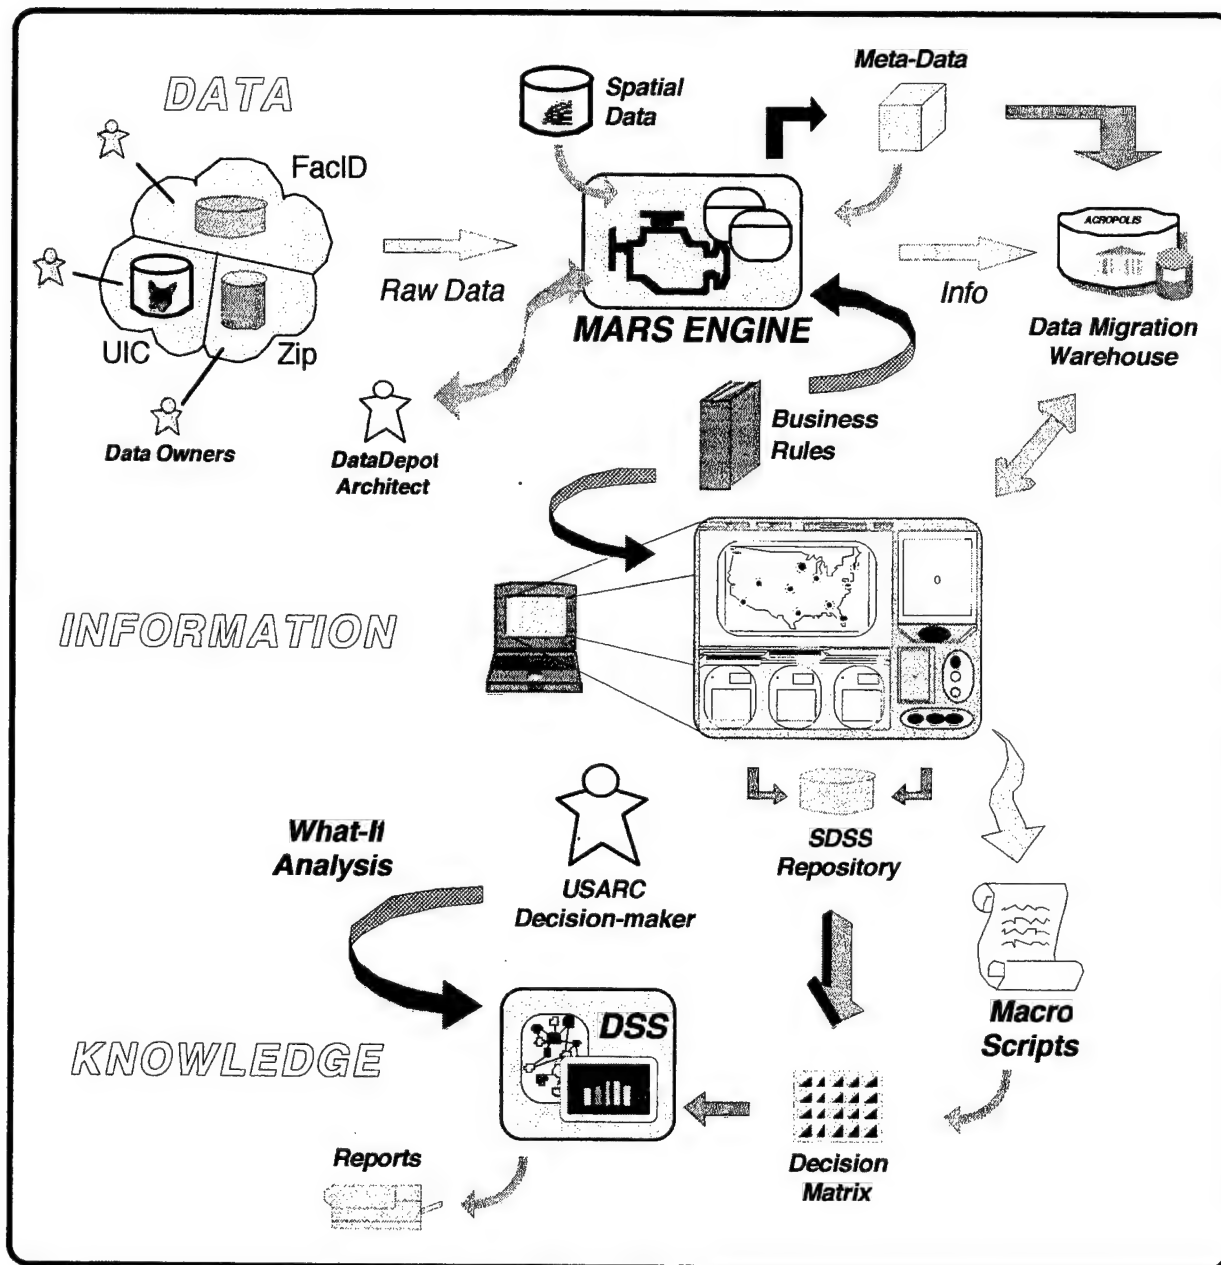 DATA
Spatial
Data
Meta-Data
FacID
UIC
Zip
Data Owners
Raw Data
DataDepot
Architect
MARS ENGINE
Info
ACROPOLIS
Data Migration
Warehouse
Business
Rules
INFORMATION
0
What-If
Analysis
USARC
Decision-maker
SDSS
Repository
Macro
Scripts
KNOWLEDGE
DSS
Decision
Matrix
Reports